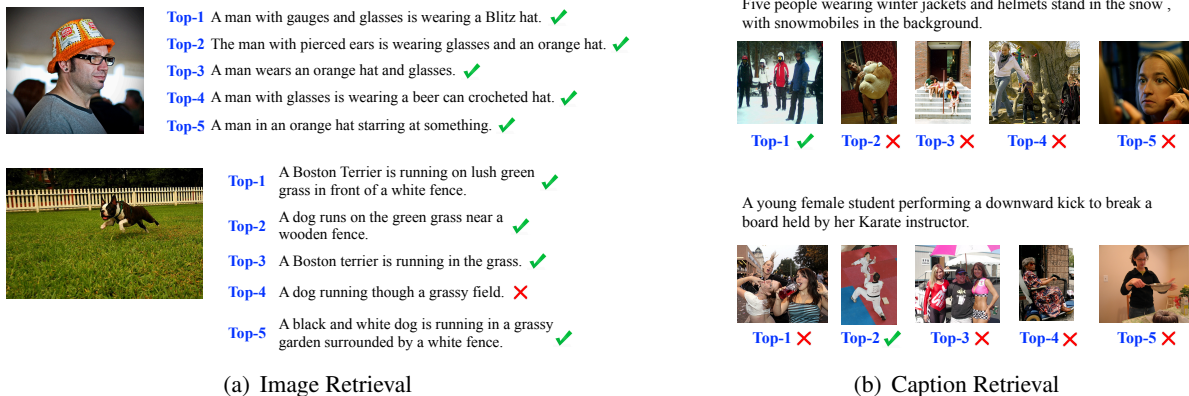 Top-1 A man with gauges and glasses is wearing a Blitz hat.
Top-2 The man with pierced ears is wearing glasses and an orange hat.
Top-3 A man wears an orange hat and glasses.
Top-4 A man with glasses is wearing a beer can crocheted hat.
Top-5 A man in an orange hat starring at something.
Top-1 A Boston Terrier is running on lush green
grass in front of a white fence.
Top-2 A dog runs on the green grass near a
wooden fence.
Top-3 A Boston terrier is running in the grass.
Top-4 A dog running though a grassy field.
Top-5 A black and white dog is running in a grassy
garden surrounded by a white fence.
(a) Image Retrieval
Five people wearing winter jackets and helmets stand in the snow ,
with snowmobiles in the background.
Top-1 Top-2 Top-3 Top-4 Top-5
A young female student performing a downward kick to break a
board held by her Karate instructor.
Top-1 Top-2 Top-3 Top-4 Top-5
(b) Caption Retrieval